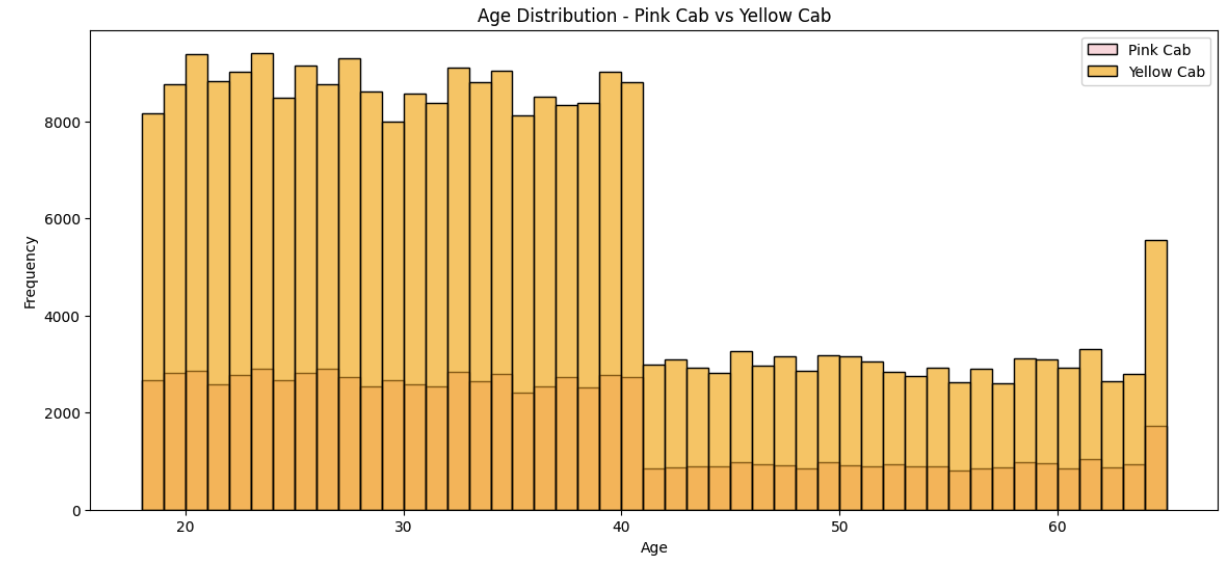 Age Distribution - Pink Cab vs Yellow Cab
Pink Cab
Yellow Cab
Frequency
8000
6000
4000
2000
0
20 30 40 50 60
Age